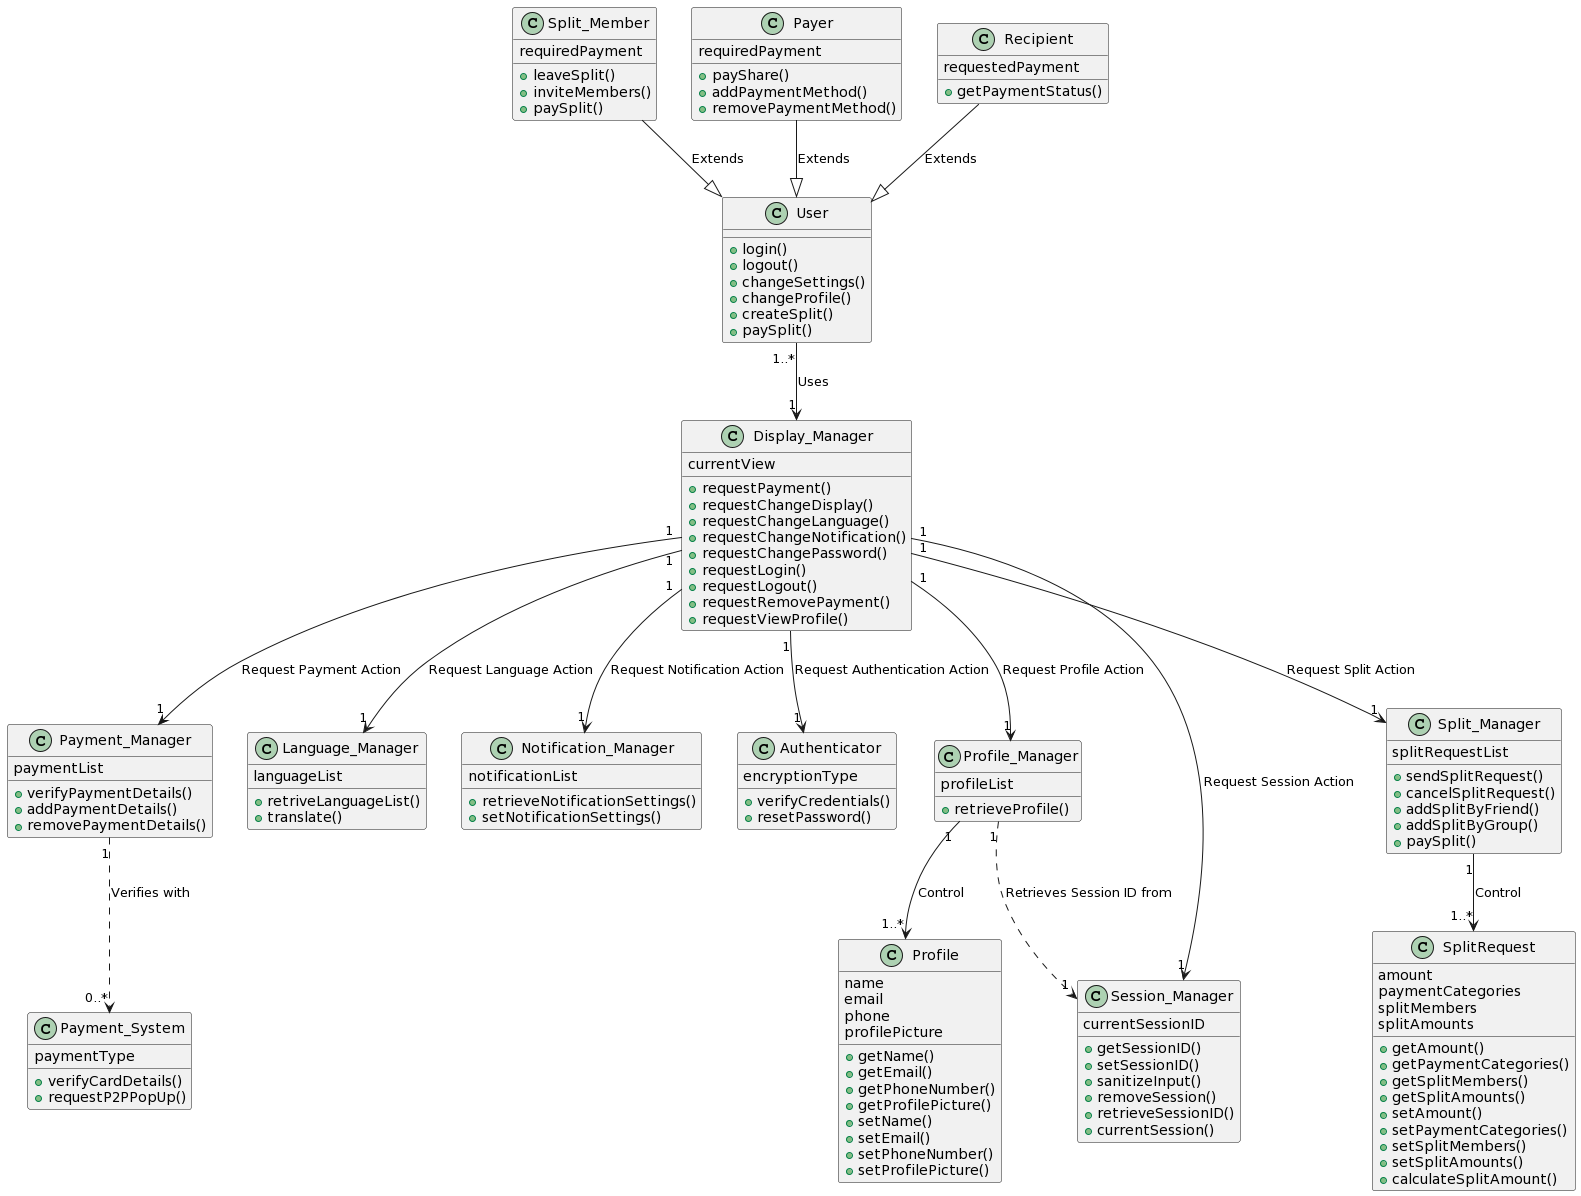 C Split_Member
requiredPayment
leaveSplit()
inviteMembers()
paySplit()
C Payer
requiredPayment
payShare()
addPaymentMethod()
removePaymentMethod()
C Recipient
requestedPayment
getPaymentStatus()
Extends
Extends
Extends
C User
login()
logout()
changeSettings()
changeProfile()
createSplit()
paySplit()
1..*
Uses
1
C Display_Manager
currentView
requestPayment()
requestChangeDisplay()
requestChangeLanguage()
requestChangeNotification()
requestChangePassword()
requestLogin()
requestLogout()
requestRemovePayment()
requestViewProfile()
1
1
1
1
1
1
1
Request Payment Action
Request Language Action
Request Notification Action
Request Authentication Action
Request Profile Action
Request Split Action
Request Session Action
1
1
1
1
1
1
C Payment_Manager
paymentList
verifyPaymentDetails()
addPaymentDetails()
removePaymentDetails()
C Language_Manager
languageList
retriveLanguageList()
translate()
C Notification_Manager
notificationList
retrieveNotificationSettings()
setNotificationSettings()
C Authenticator
encryptionType
verifyCredentials()
resetPassword()
C Profile_Manager
profileList
retrieveProfile()
C Split_Manager
splitRequestList
sendSplitRequest()
cancelSplitRequest()
addSplitByFriend()
addSplitByGroup()
paySplit()
1
Verifies with
0..*
1
Control
1..*
1
Retrieves Session ID from
1
1
1
Control
1..*
C Payment_System
paymentType
verifyCardDetails()
requestP2PPopUp()
C Profile
name
email
phone
profilePicture
getName()
getEmail()
getPhoneNumber()
getProfilePicture()
setName()
setEmail()
setPhoneNumber()
setProfilePicture()
C Session_Manager
currentSessionID
getSessionID()
setSessionID()
sanitizeInput()
removeSession()
retrieveSessionID()
currentSession()
C SplitRequest
amount
paymentCategories
splitMembers
splitAmounts
getAmount()
getPaymentCategories()
getSplitMembers()
getSplitAmounts()
setAmount()
setPaymentCategories()
setSplitMembers()
setSplitAmounts()
calculateSplitAmount()